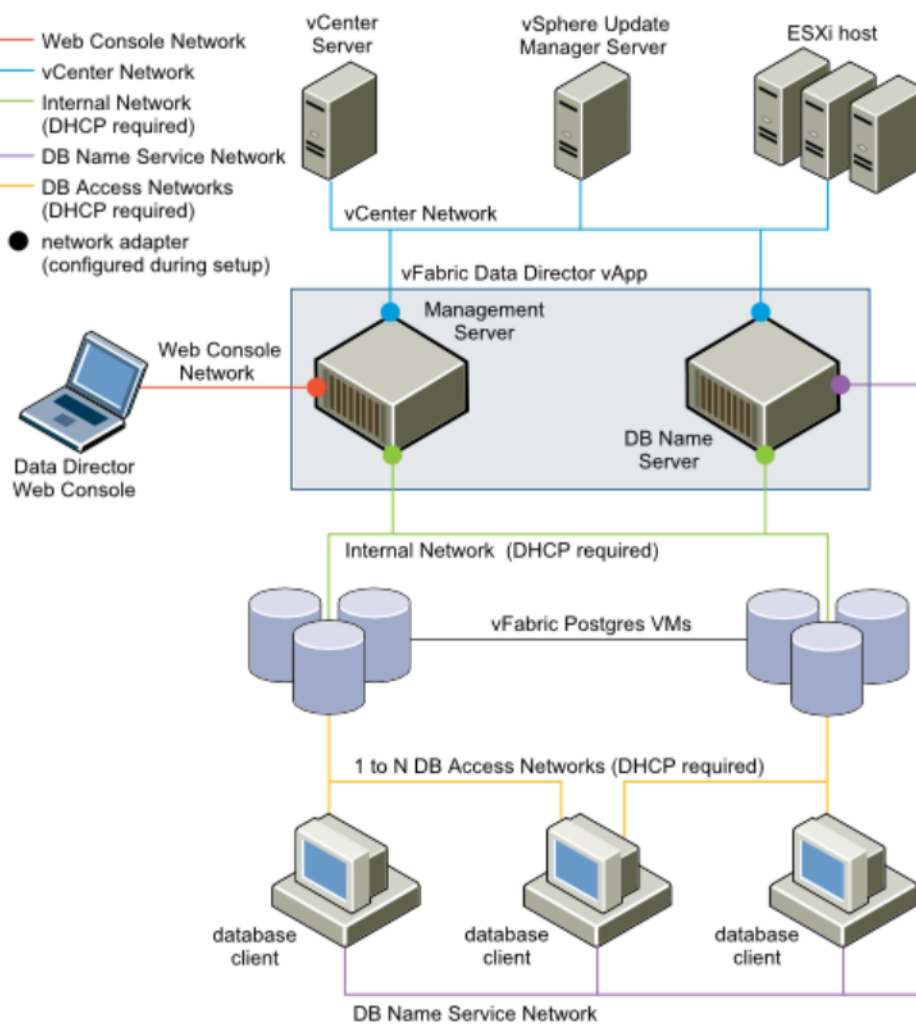 Web Console Network
vCenter Network
Internal Network
(DHCP required)
DB Name Service Network
DB Access Networks
(DHCP required)
network adapter
(configured during setup)
vCenter
Server
vSphere Update
Manager Server
ESXi host
vCenter Network
vFabric Data Director vApp
Management
Server
Web Console
Network
DB Name
Server
Data Director
Web Console
Internal Network (DHCP required)
vFabric Postgres VMs
1 to N DB Access Networks (DHCP required)
database
client
database
client
database
client
DB Name Service Network